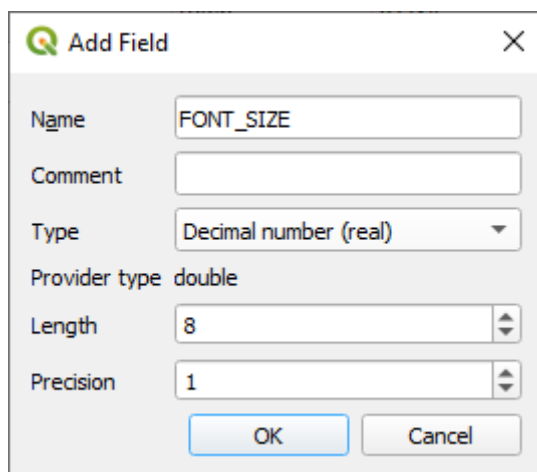 Add Field
Name FONT_SIZE
Comment
Type Decimal number (real)
Provider type double
Length 8
Precision 1
OK Cancel